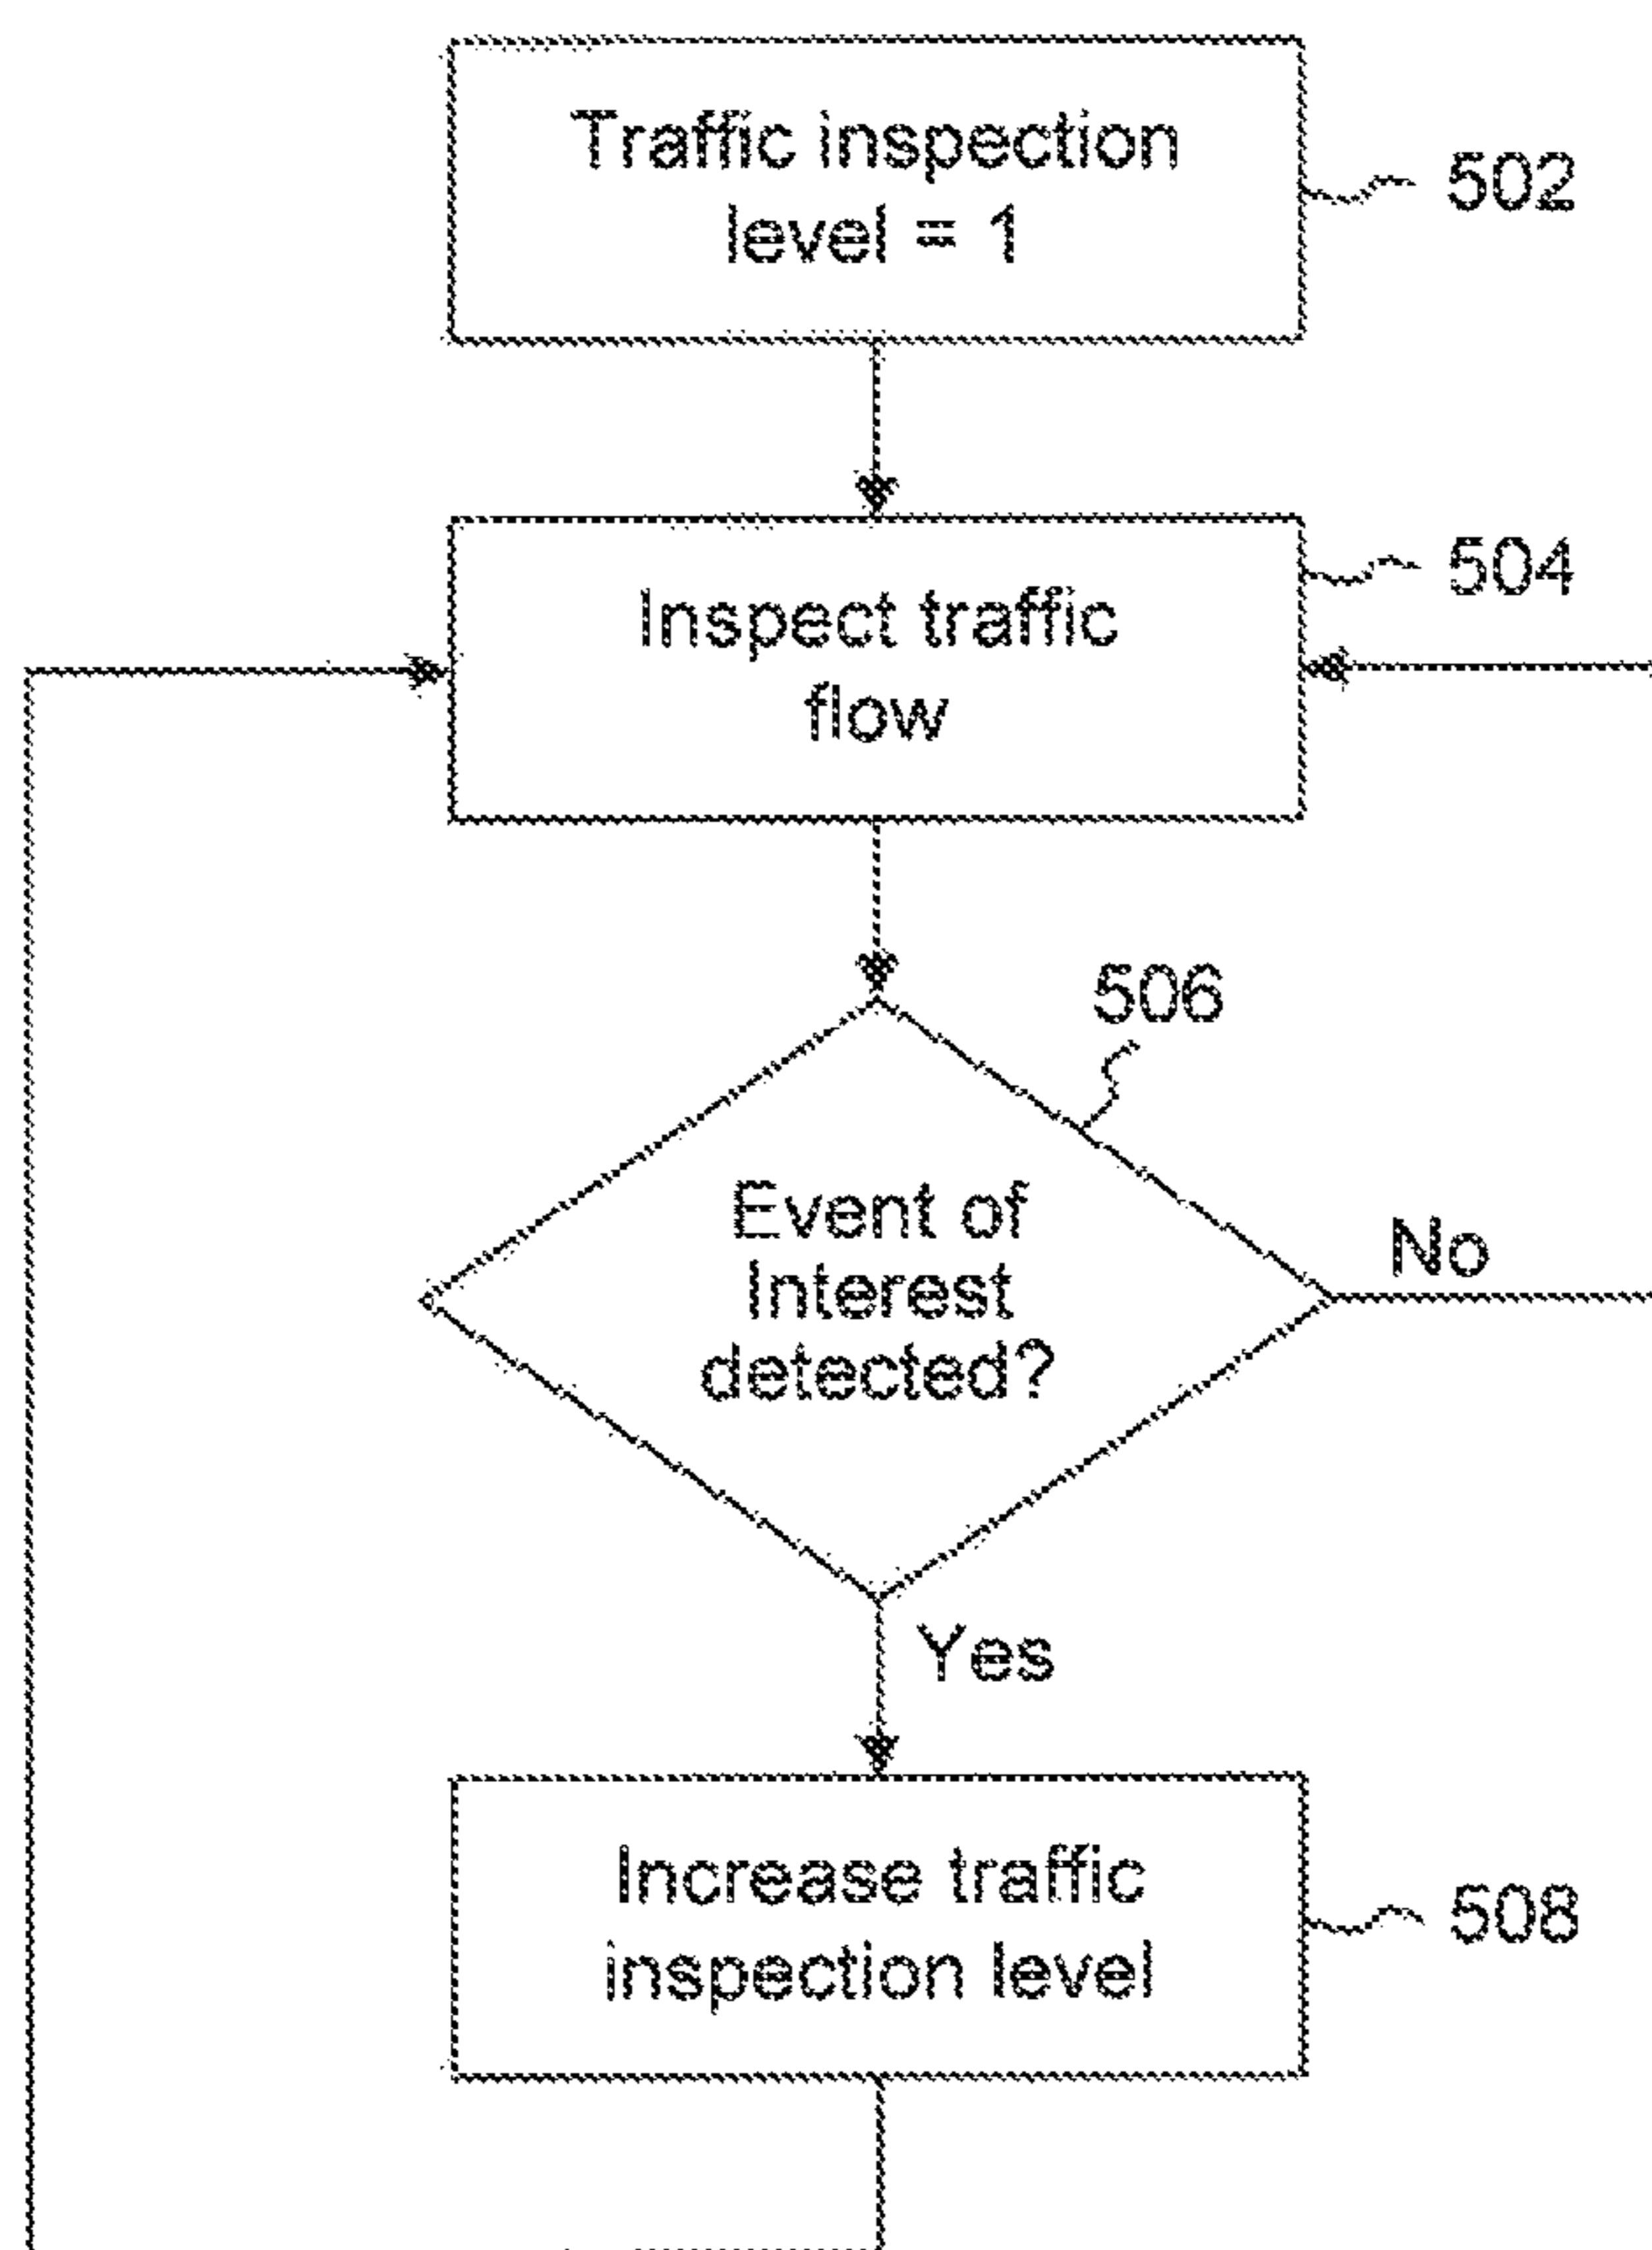 Traffic inspection
level = 1
502
Inspect traffic
flow
504
506
Event of
Interest
detected?
No
Yes
Increase traffic
inspection level
508